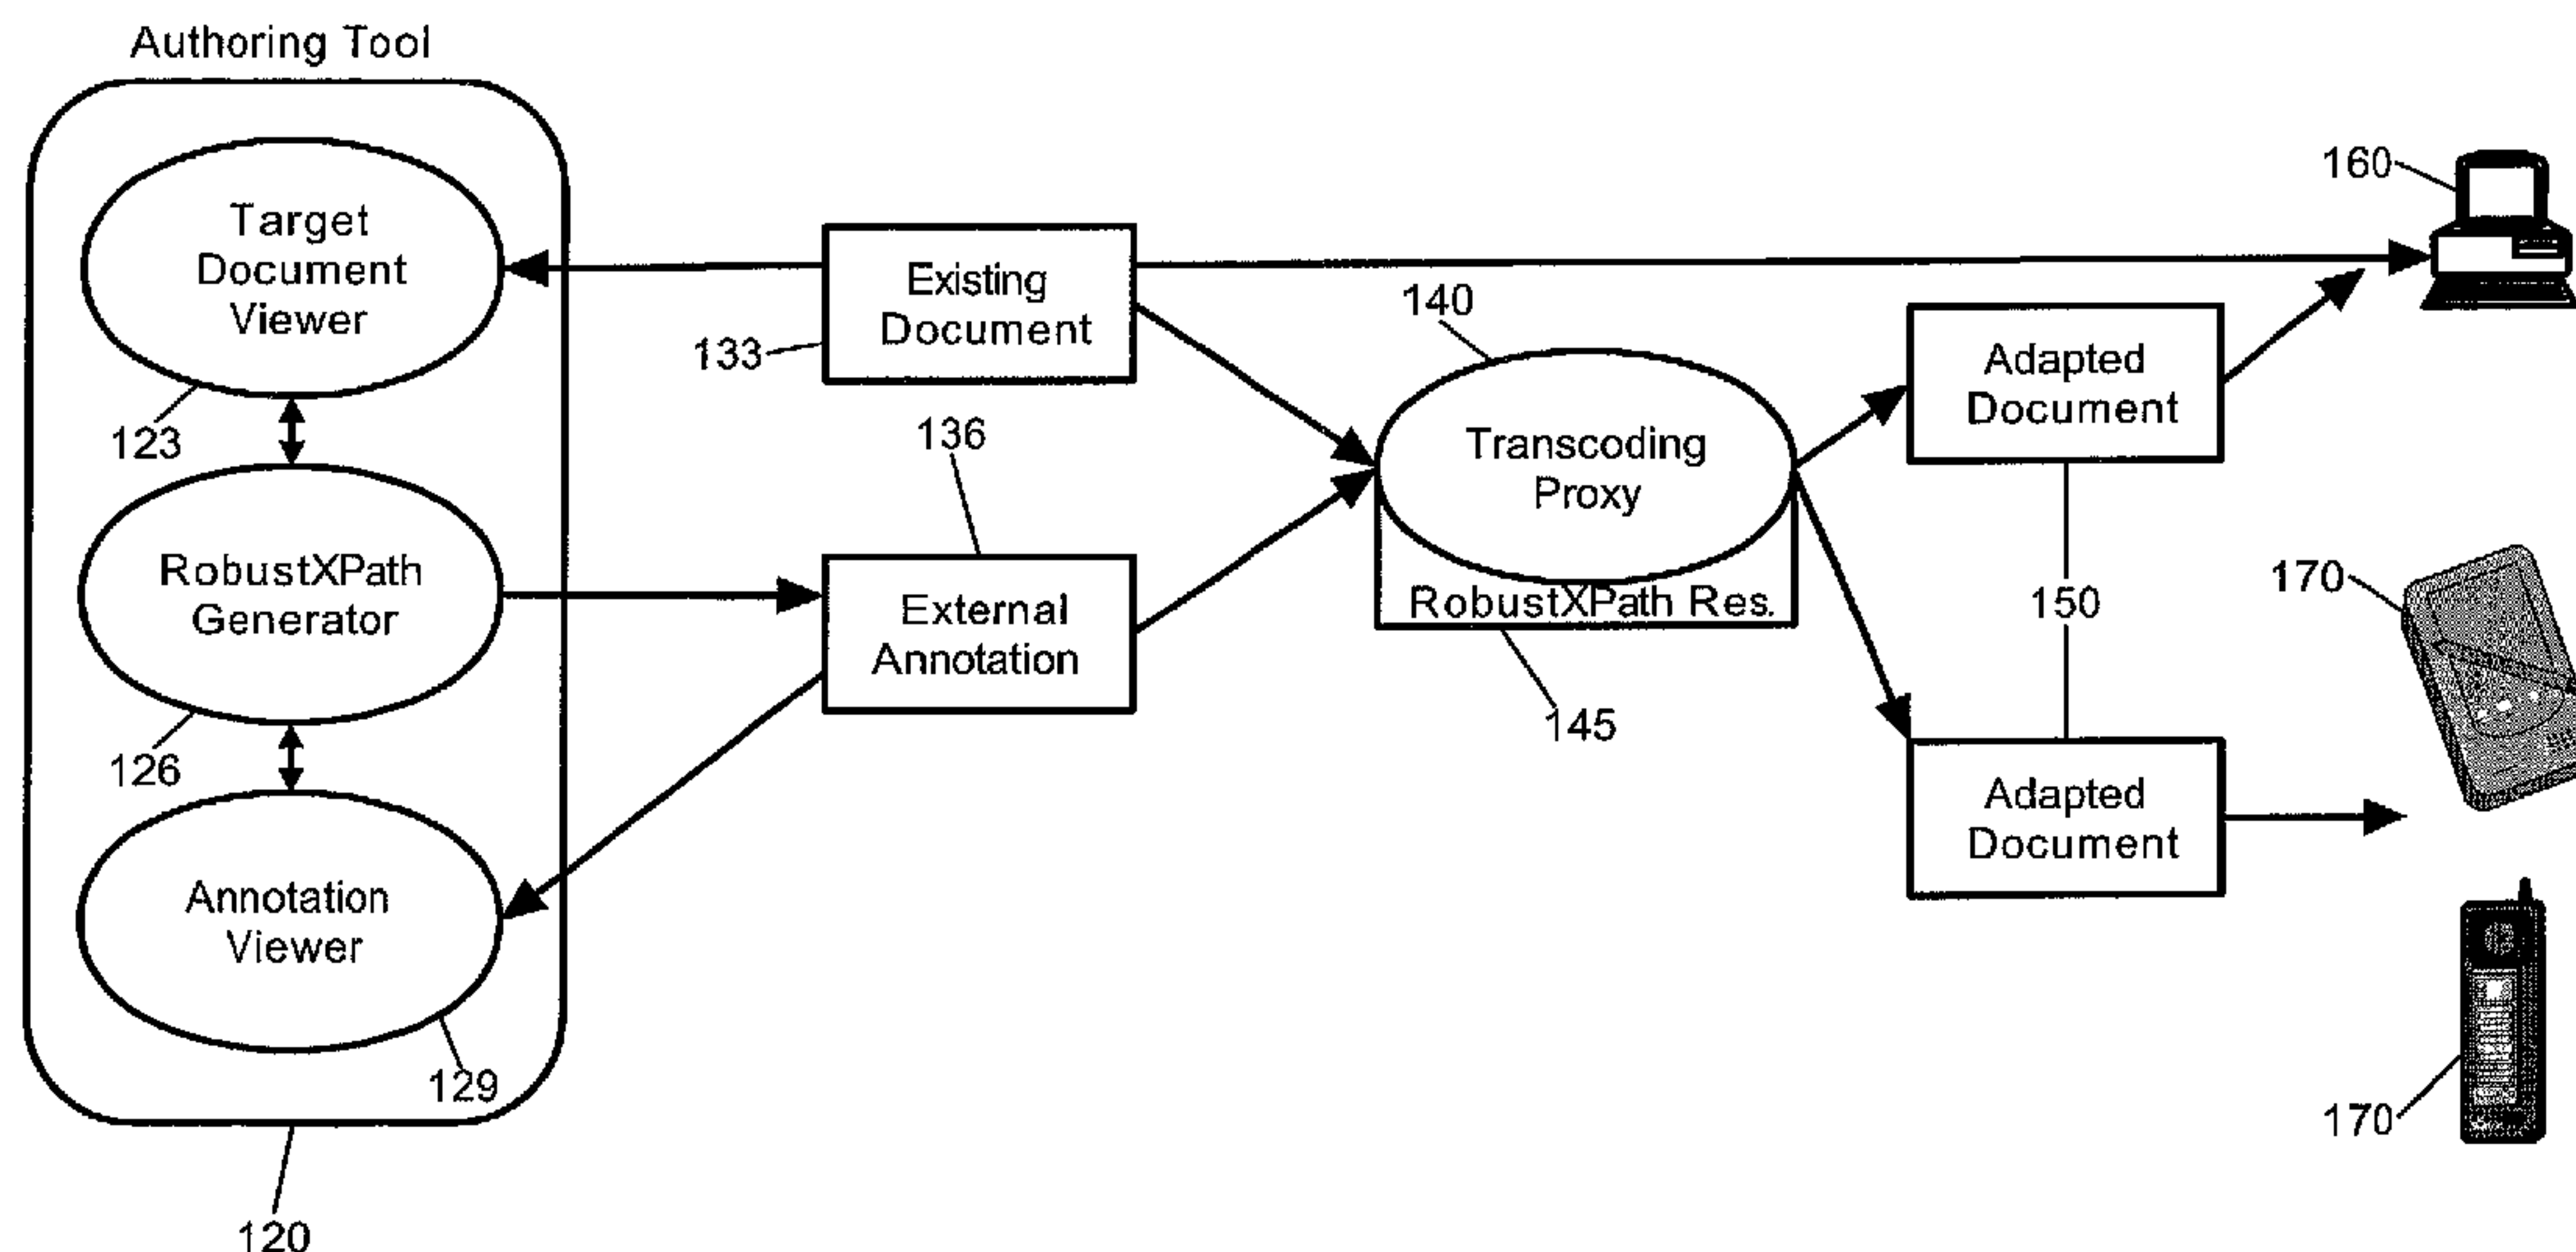 Authoring Tool
Target
Document
Viewer
123
RobustXPath
Generator
126
Annotation
Viewer
129
120
Existing
Document
133
136
External
Annotation
140
Transcoding
Proxy
RobustXPath Res.
145
Adapted
Document
150
Adapted
Document
160
170
170